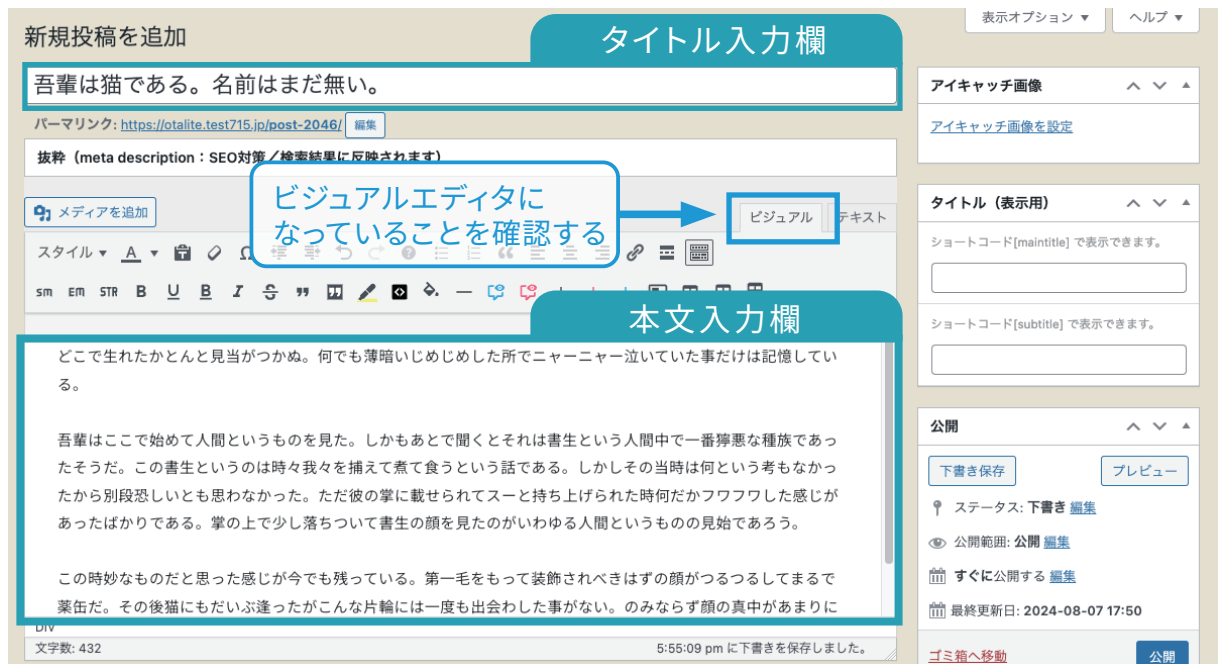 表示オプション ▼
ヘルプ ▼
新規投稿を追加
タイトル入力欄
吾輩は猫である。名前はまだ無い。
パーマリンク: https://otalite.test715.jp/post-2046/ 編集
抜粋（meta description：SEO対策／検索結果に反映されます）
ビジュアルエディタに
なっていることを確認する
メディアを追加
ビジュアル
テキスト
スタイル ▼ A ▼
sm Em STR B U B I S
本文入力欄
どこで生れたかとんと見当がつかぬ。何でも薄暗いじめじめした所でニャーニャー泣いていた事だけは記憶してい
る。
吾輩はここで始めて人間というものを見た。しかもあとで聞くとそれは書生という人間中で一番獰悪な種族であっ
たそうだ。この書生というのは時々我々を捕えて煮て食うという話である。しかしその当時は何という考もなかっ
たから別段恐しいとも思わなかった。ただ彼の掌に載せられてスーと持ち上げられた時何だかフワフワした感じが
あったばかりである。掌の上で少し落ちついて書生の顔を見たのがいわゆる人間というものの見始であろう。
この時妙なものだと思った感じが今でも残っている。第一毛をもって装飾されべきはずの顔がつるつるしてまるで
薬缶だ。その後猫にもだいぶ逢ったがこんな片輪には一度も出会わした事がない。のみならず顔の真中があまりに
DIV
文字数: 432
5:55:09 pm に下書きを保存しました。
アイキャッチ画像
アイキャッチ画像を設定
タイトル（表示用）
ショートコード[maintitle] で表示できます。
ショートコード[subtitle] で表示できます。
公開
下書き保存
プレビュー
ステータス: 下書き 編集
公開範囲: 公開 編集
すぐに公開する 編集
最終更新日: 2024-08-07 17:50
ゴミ箱へ移動
公開